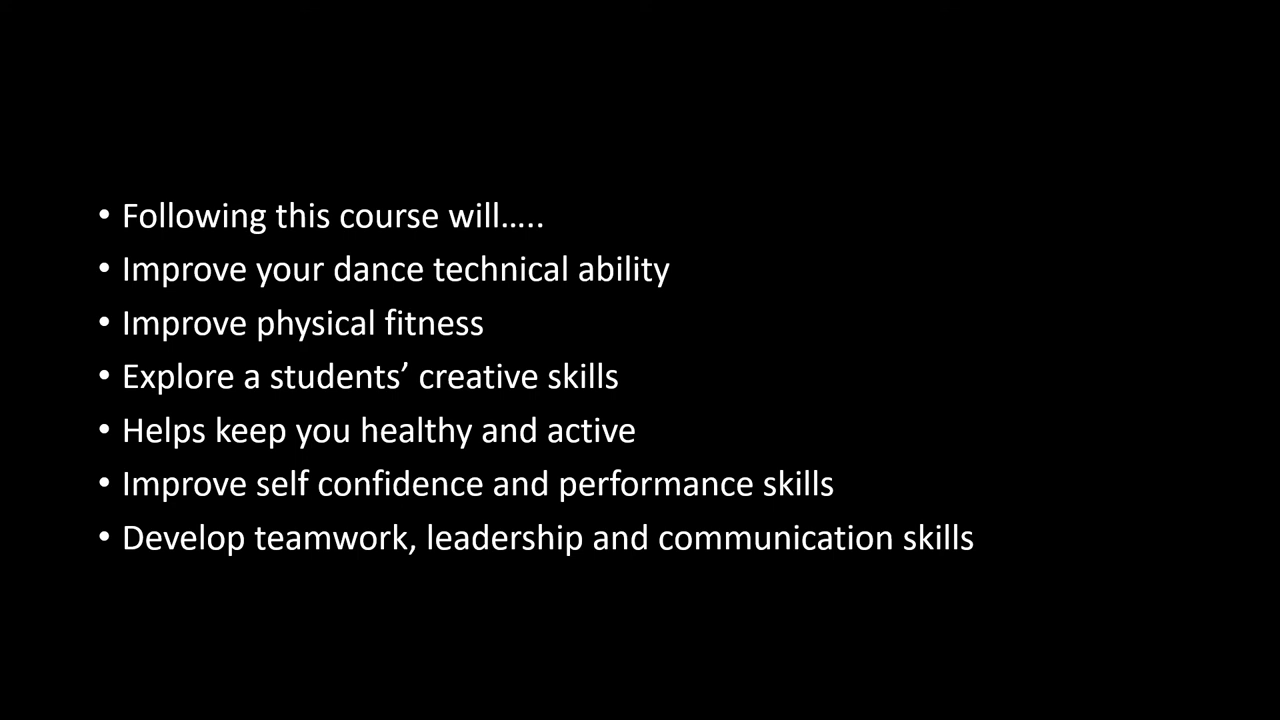 • Following this course will…..
• Improve your dance technical ability
• Improve physical fitness
• Explore a students’ creative skills
• Helps keep you healthy and active
• Improve self confidence and performance skills
• Develop teamwork, leadership and communication skills